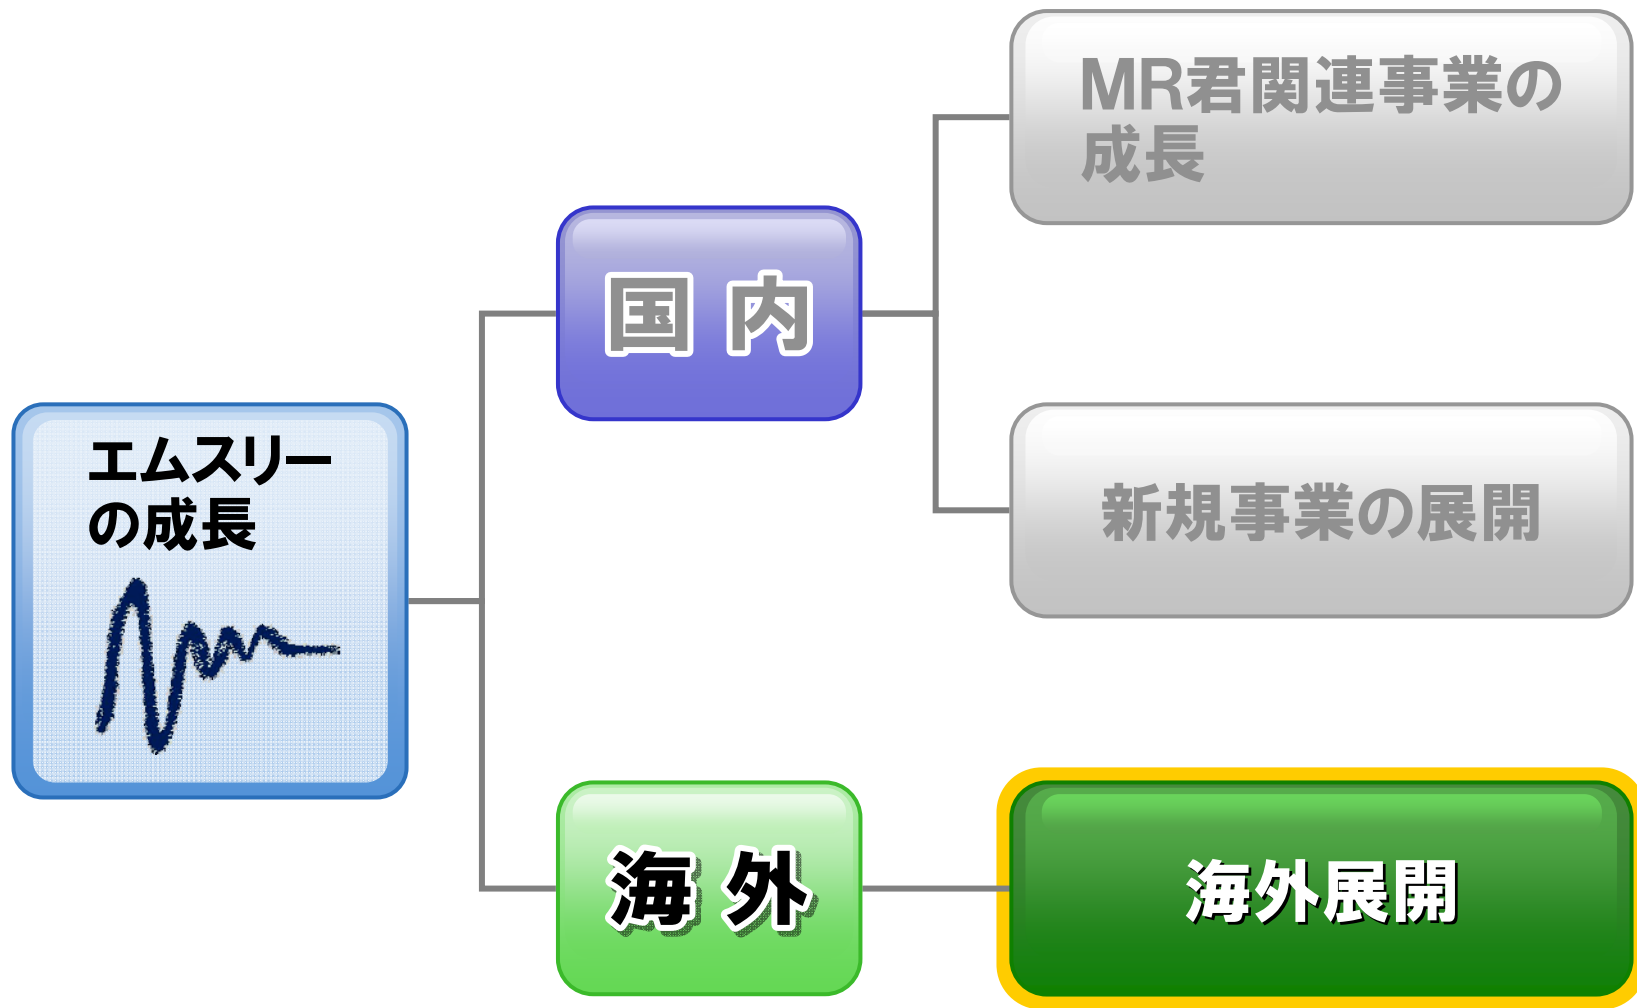 MR君関連事業の
成長
国内
エムスリー
の成長
新規事業の展開
海外
海外展開